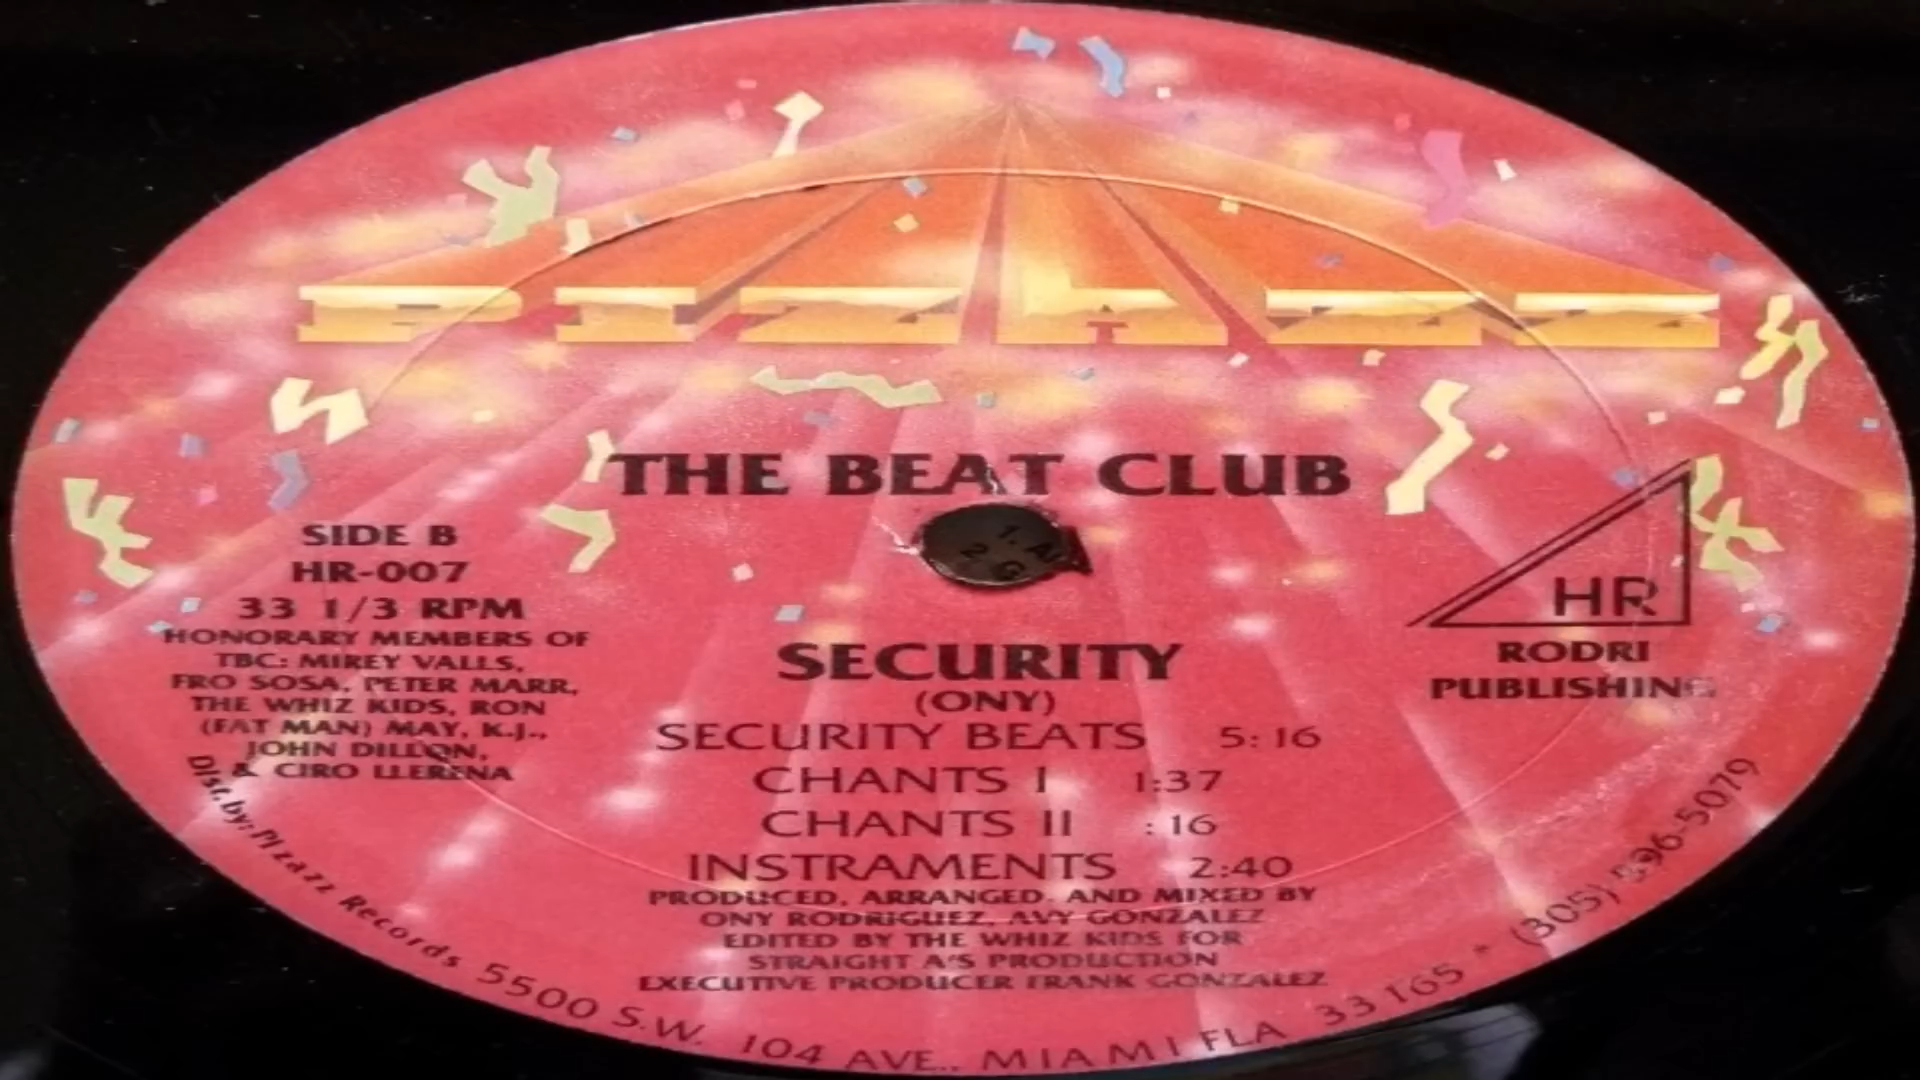 PIZAZZ
THE BEAT CLUB
SIDE B
HR-007
33 1/3 RPM
HONORARY MEMBERS OF
TBC: MIREY VALLS,
FRO SOSA, PETER MARR,
THE WHIZ KIDS, RON
(FAT MAN) MAY, K.J.,
JOHN DILLON,
& CIRO LLERENA
HR
RODRI
PUBLISHING
SECURITY
(ONY)
SECURITY BEATS 5:16
CHANTS I 1:37
CHANTS II :16
INSTRAMENTS 2:40
PRODUCED, ARRANGED, AND MIXED BY
ONY RODRIGUEZ, AVY GONZALEZ
EDITED BY THE WHIZ KIDS FOR
STRAIGHT A'S PRODUCTION
EXECUTIVE PRODUCER FRANK GONZALEZ
Dist. by: Pizazz Records 5500 S.W. 104 AVE., MIAMI FLA 33165 * (305) 596-5079